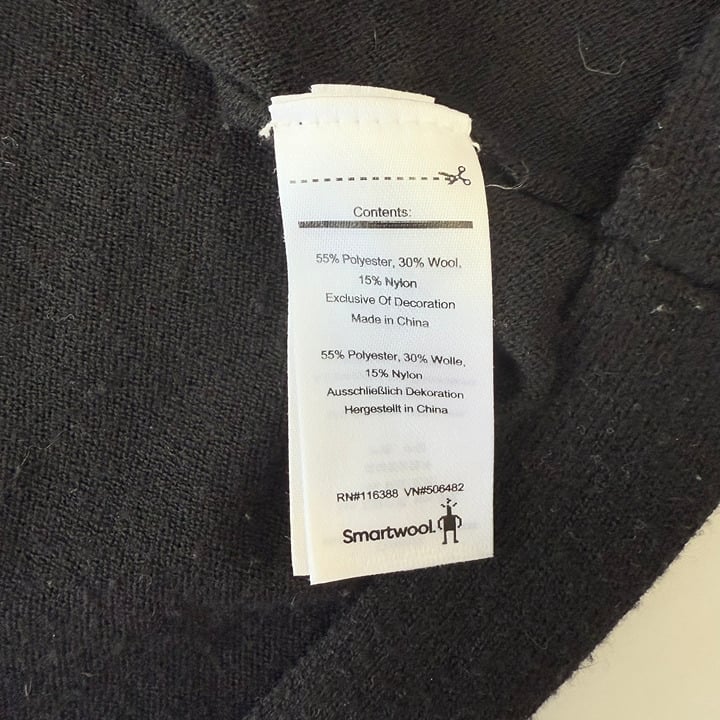 Contents:
55% Polyester, 30% Wool,
15% Nylon
Exclusive Of Decoration
Made in China
55% Polyester, 30% Wolle,
15% Nylon
Ausschließlich Dekoration
Hergestellt in China
RN#116388 VN#506482
Smartwool.